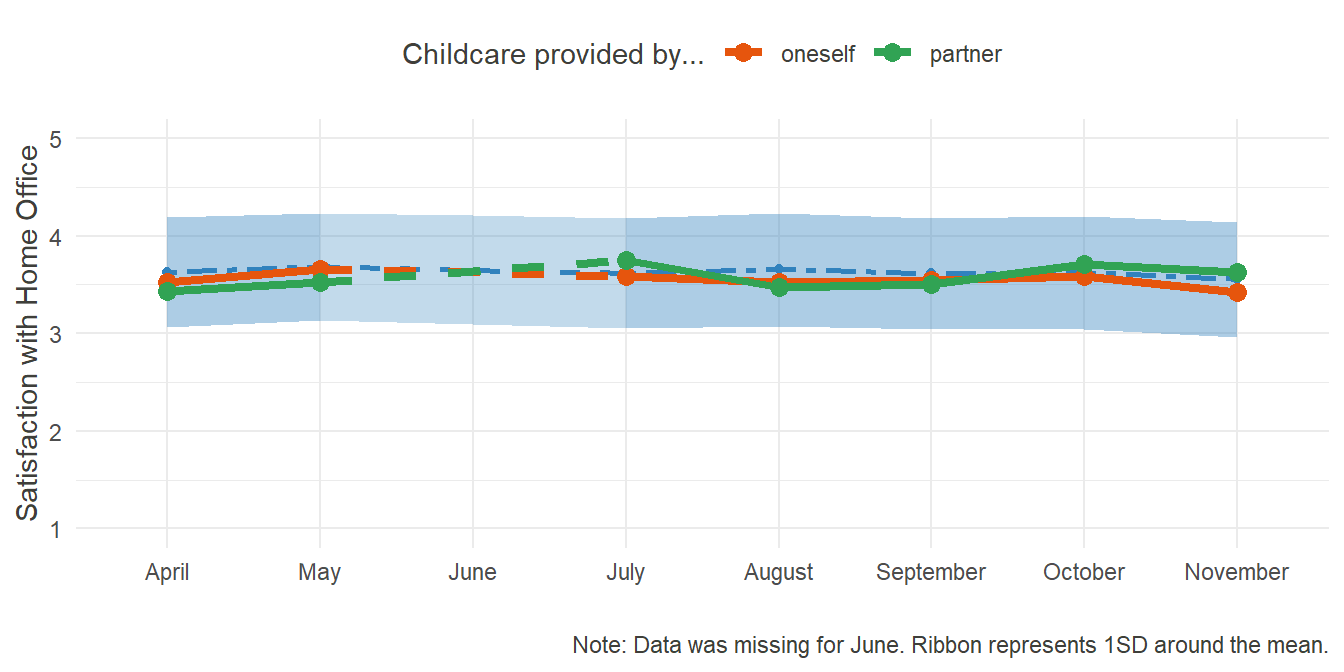 Childcare provided by... oneself partner
Satisfaction with Home Office
5
4
3
2
1
April May June July August September October November
Note: Data was missing for June. Ribbon represents 1SD around the mean.